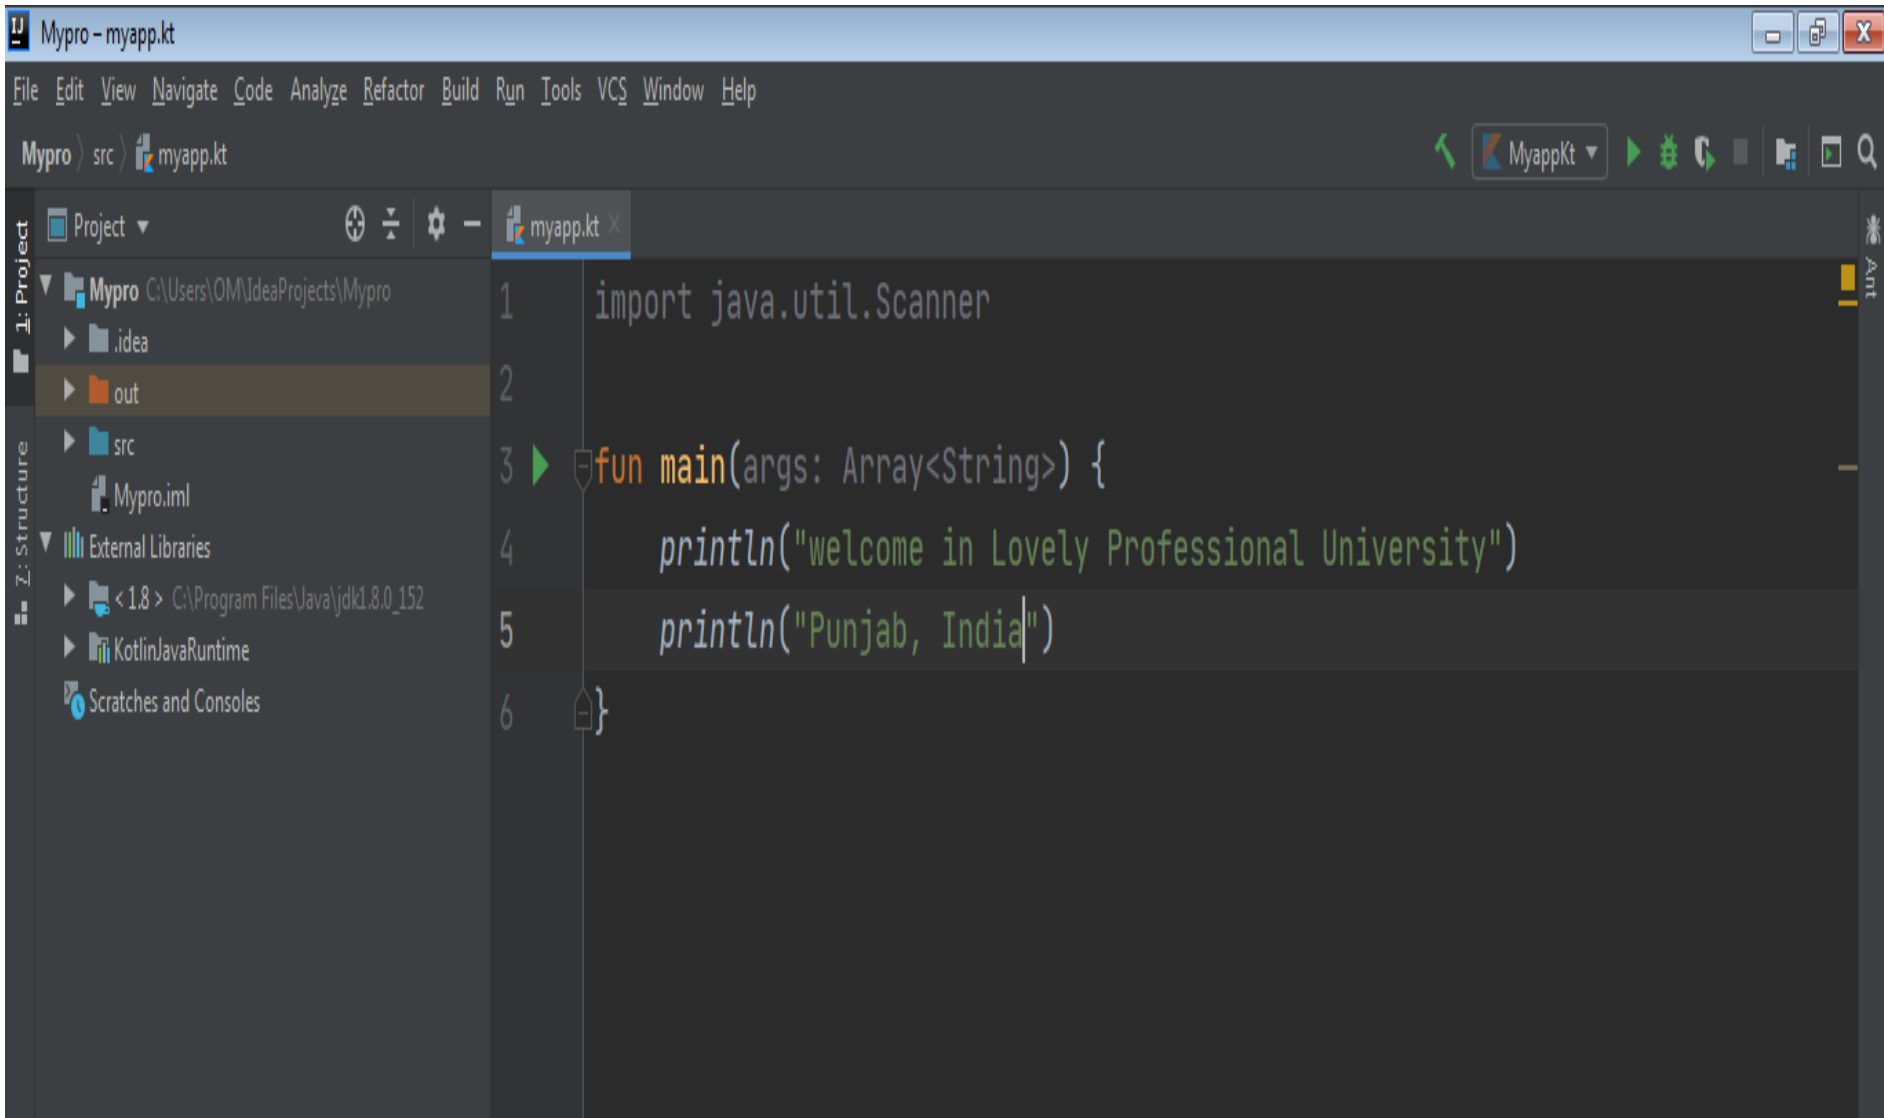 Mypro – myapp.kt
File Edit View Navigate Code Analyze Refactor Build Run Tools VCS Window Help
Mypro src myapp.kt
MyappKt
1: Project
7: Structure
Project
Mypro C:\Users\OM\IdeaProjects\Mypro
.idea
out
src
Mypro.iml
External Libraries
< 1.8 > C:\Program Files\Java\jdk1.8.0_152
KotlinJavaRuntime
Scratches and Consoles
myapp.kt
1 import java.util.Scanner
2
3 fun main(args: Array<String>) {
4 println("welcome in Lovely Professional University")
5 println("Punjab, India")
6 }
Ant